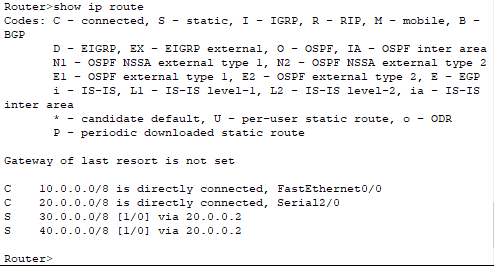 Router>show ip route
Codes: C - connected, S - static, I - IGRP, R - RIP, M - mobile, B -
BGP
D - EIGRP, EX - EIGRP external, O - OSPF, IA - OSPF inter area
N1 - OSPF NSSA external type 1, N2 - OSPF NSSA external type 2
E1 - OSPF external type 1, E2 - OSPF external type 2, E - EGP
i - IS-IS, L1 - IS-IS level-1, L2 - IS-IS level-2, ia - IS-IS
inter area
* - candidate default, U - per-user static route, o - ODR
P - periodic downloaded static route
Gateway of last resort is not set
C 10.0.0.0/8 is directly connected, FastEthernet0/0
C 20.0.0.0/8 is directly connected, Serial2/0
S 30.0.0.0/8 [1/0] via 20.0.0.2
S 40.0.0.0/8 [1/0] via 20.0.0.2
Router>